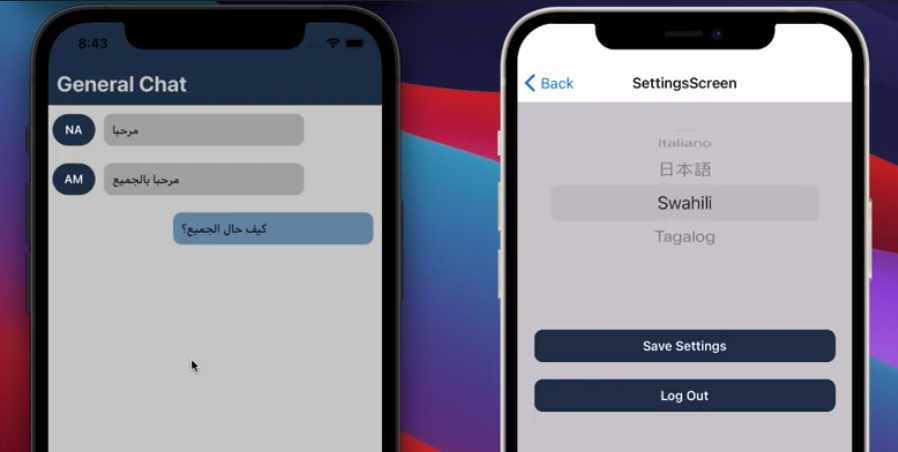 8:43
General Chat
NA
مرحبا
AM
مرحبا بالجميع
كيف حال الجميع؟
Back
SettingsScreen
Italiano
日本語
Swahili
Tagalog
Save Settings
Log Out